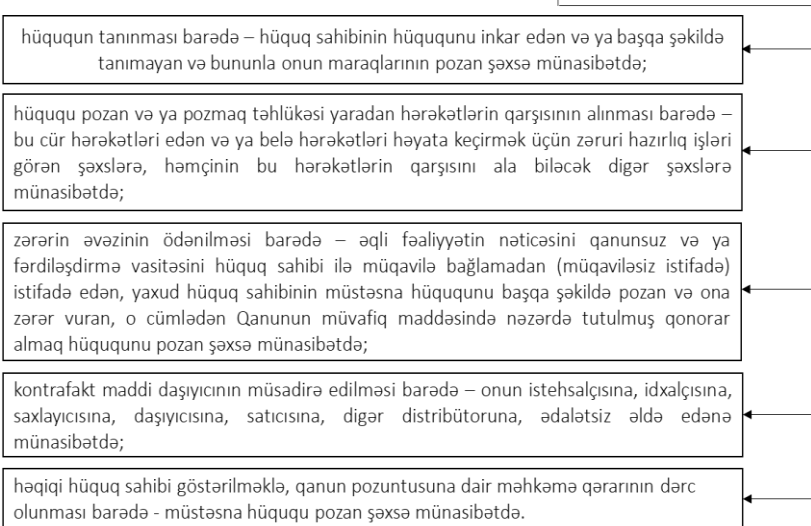 hüququn tanınması barədə – hüquq sahibinin hüququnu inkar edən və ya başqa şəkildə
tanımayan və bununla onun maraqlarının pozan şəxsə münasibətdə;
hüququ pozan və ya pozmaq təhlükəsi yaradan hərəkətlərin qarşısının alınması barədə –
bu cür hərəkətləri edən və ya belə hərəkətləri həyata keçirmək üçün zəruri hazırlıq işləri
görən şəxslərə, həmçinin bu hərəkətlərin qarşısını ala biləcək digər şəxslərə
münasibətdə;
zərərin əvəzinin ödənilməsi barədə – əqli fəaliyyətin nəticəsini qanunsuz və ya
fərdiləşdirmə vasitəsini hüquq sahibi ilə müqavilə bağlamadan (müqaviləsiz istifadə)
istifadə edən, yaxud hüquq sahibinin müstəsna hüququnu başqa şəkildə pozan və ona
zərər vuran, o cümlədən Qanunun müvafiq maddəsində nəzərdə tutulmuş qonorar
almaq hüququnu pozan şəxsə münasibətdə;
kontrafakt maddi daşıyıcının müsadirə edilməsi barədə – onun istehsalçısına, idxalçısına,
saxlayıcısına, daşıyıcısına, satıcısına, digər distribütoruna, ədalətsiz əldə edənə
münasibətdə;
həqiqi hüquq sahibi göstərilməklə, qanun pozuntusuna dair məhkəmə qərarının dərc
olunması barədə - müstəsna hüququ pozan şəxsə münasibətdə.